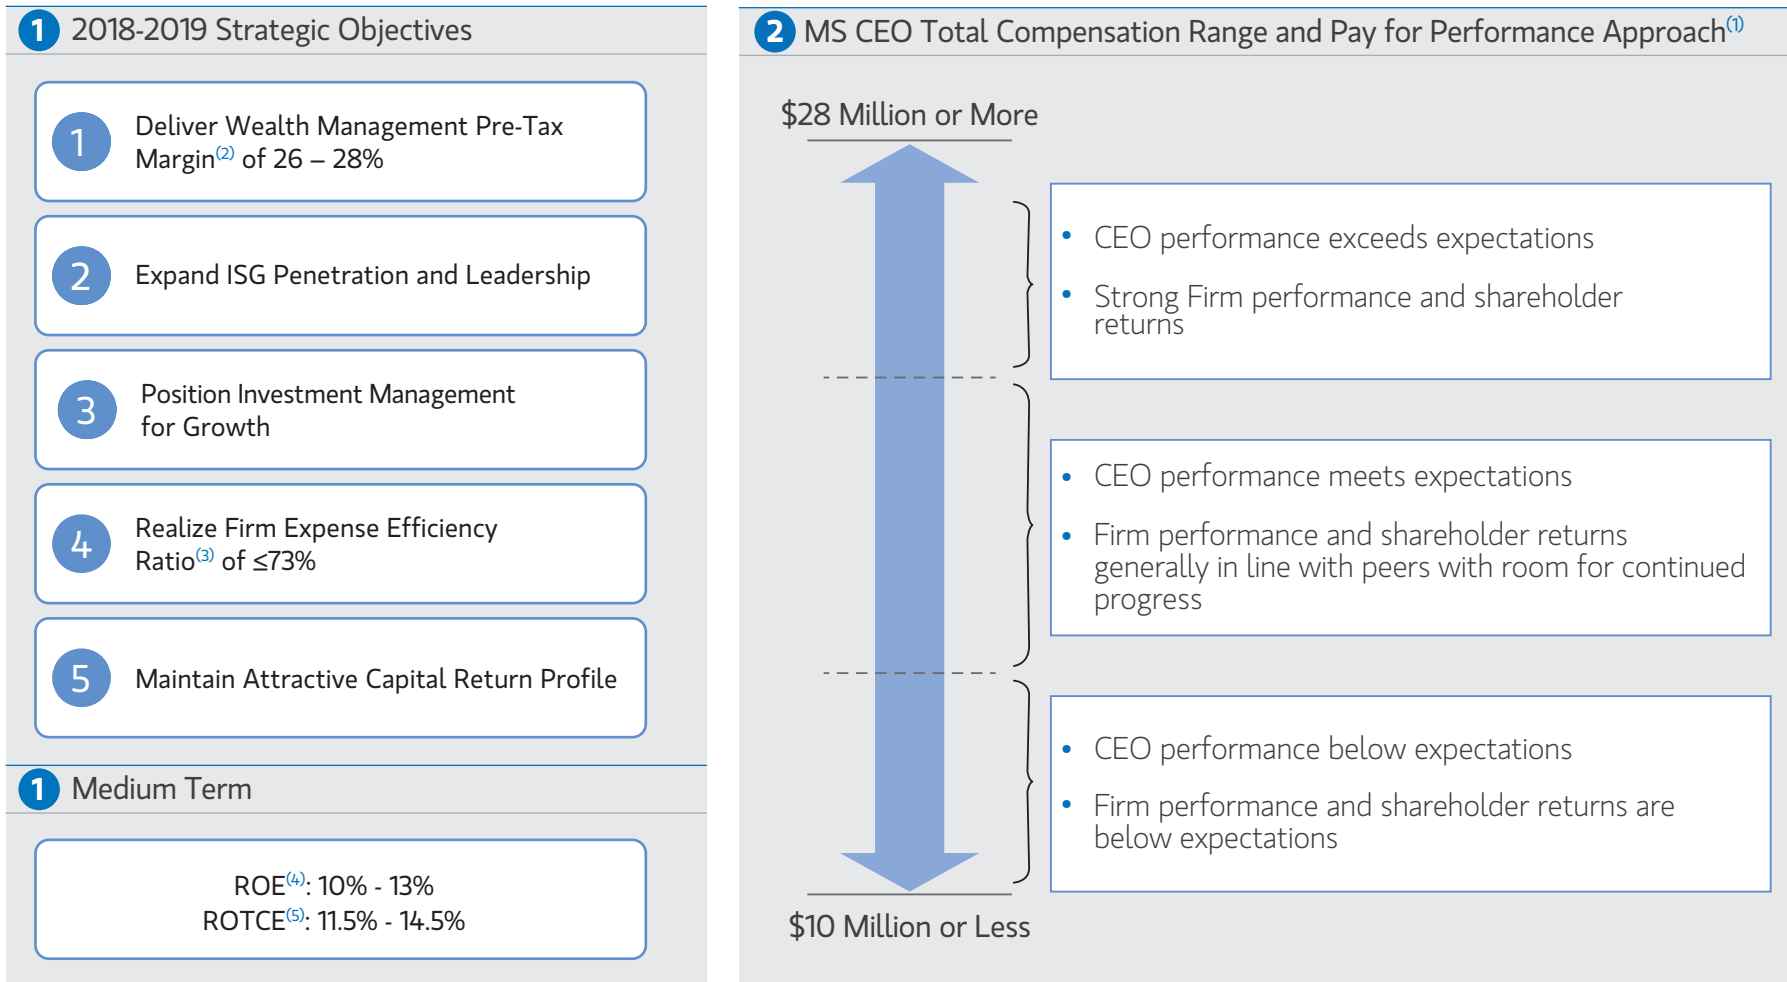 1 2018-2019 Strategic Objectives
1 Deliver Wealth Management Pre-Tax
Margin(2) of 26 – 28%
2 Expand ISG Penetration and Leadership
3 Position Investment Management
for Growth
4 Realize Firm Expense Efficiency
Ratio(3) of ≤73%
5 Maintain Attractive Capital Return Profile
1 Medium Term
ROE(4): 10% - 13%
ROTCE(5): 11.5% - 14.5%
2 MS CEO Total Compensation Range and Pay for Performance Approach(1)
$28 Million or More
• CEO performance exceeds expectations
• Strong Firm performance and shareholder
returns
• CEO performance meets expectations
• Firm performance and shareholder returns
generally in line with peers with room for continued
progress
• CEO performance below expectations
• Firm performance and shareholder returns are
below expectations
$10 Million or Less